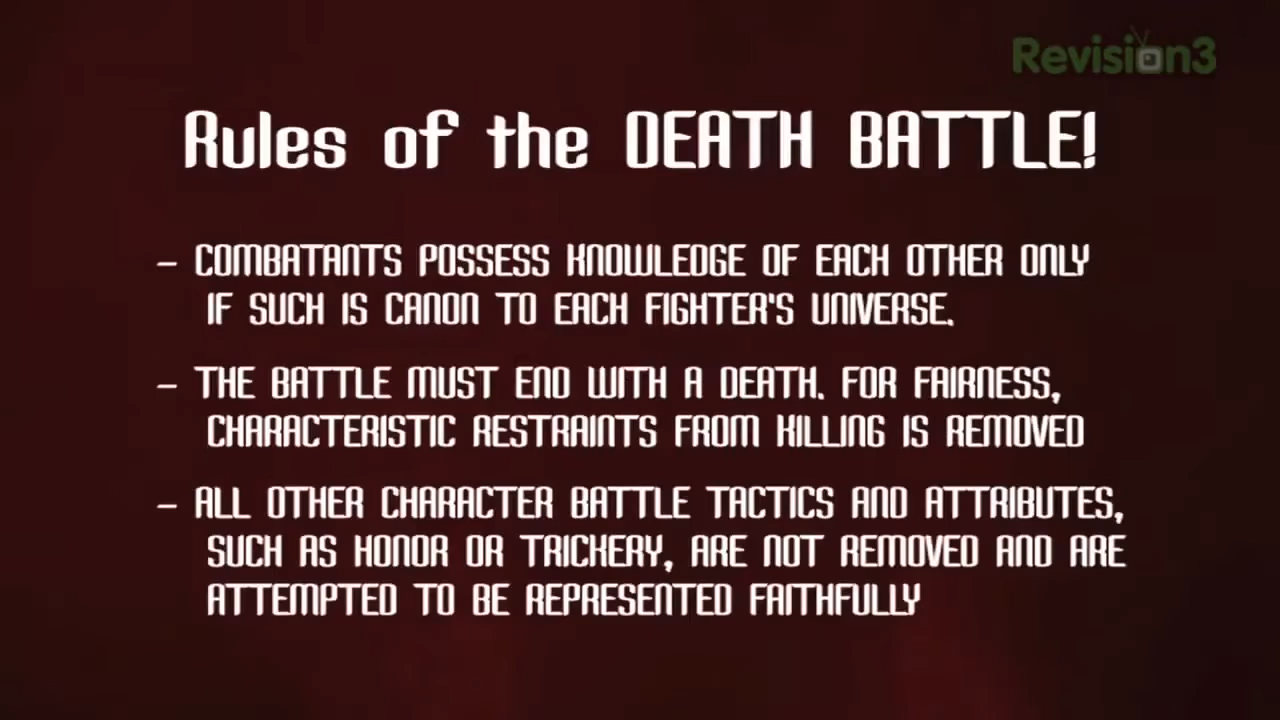 Revision3
Rules of the DEATH BATTLE!
- COMBATANTS POSSESS KNOWLEDGE OF EACH OTHER ONLY
IF SUCH IS CANON TO EACH FIGHTER'S UNIVERSE.
- THE BATTLE MUST END WITH A DEATH. FOR FAIRNESS,
CHARACTERISTIC RESTRAINTS FROM KILLING IS REMOVED
- ALL OTHER CHARACTER BATTLE TACTICS AND ATTRIBUTES,
SUCH AS HONOR OR TRICKERY, ARE NOT REMOVED AND ARE
ATTEMPTED TO BE REPRESENTED FAITHFULLY